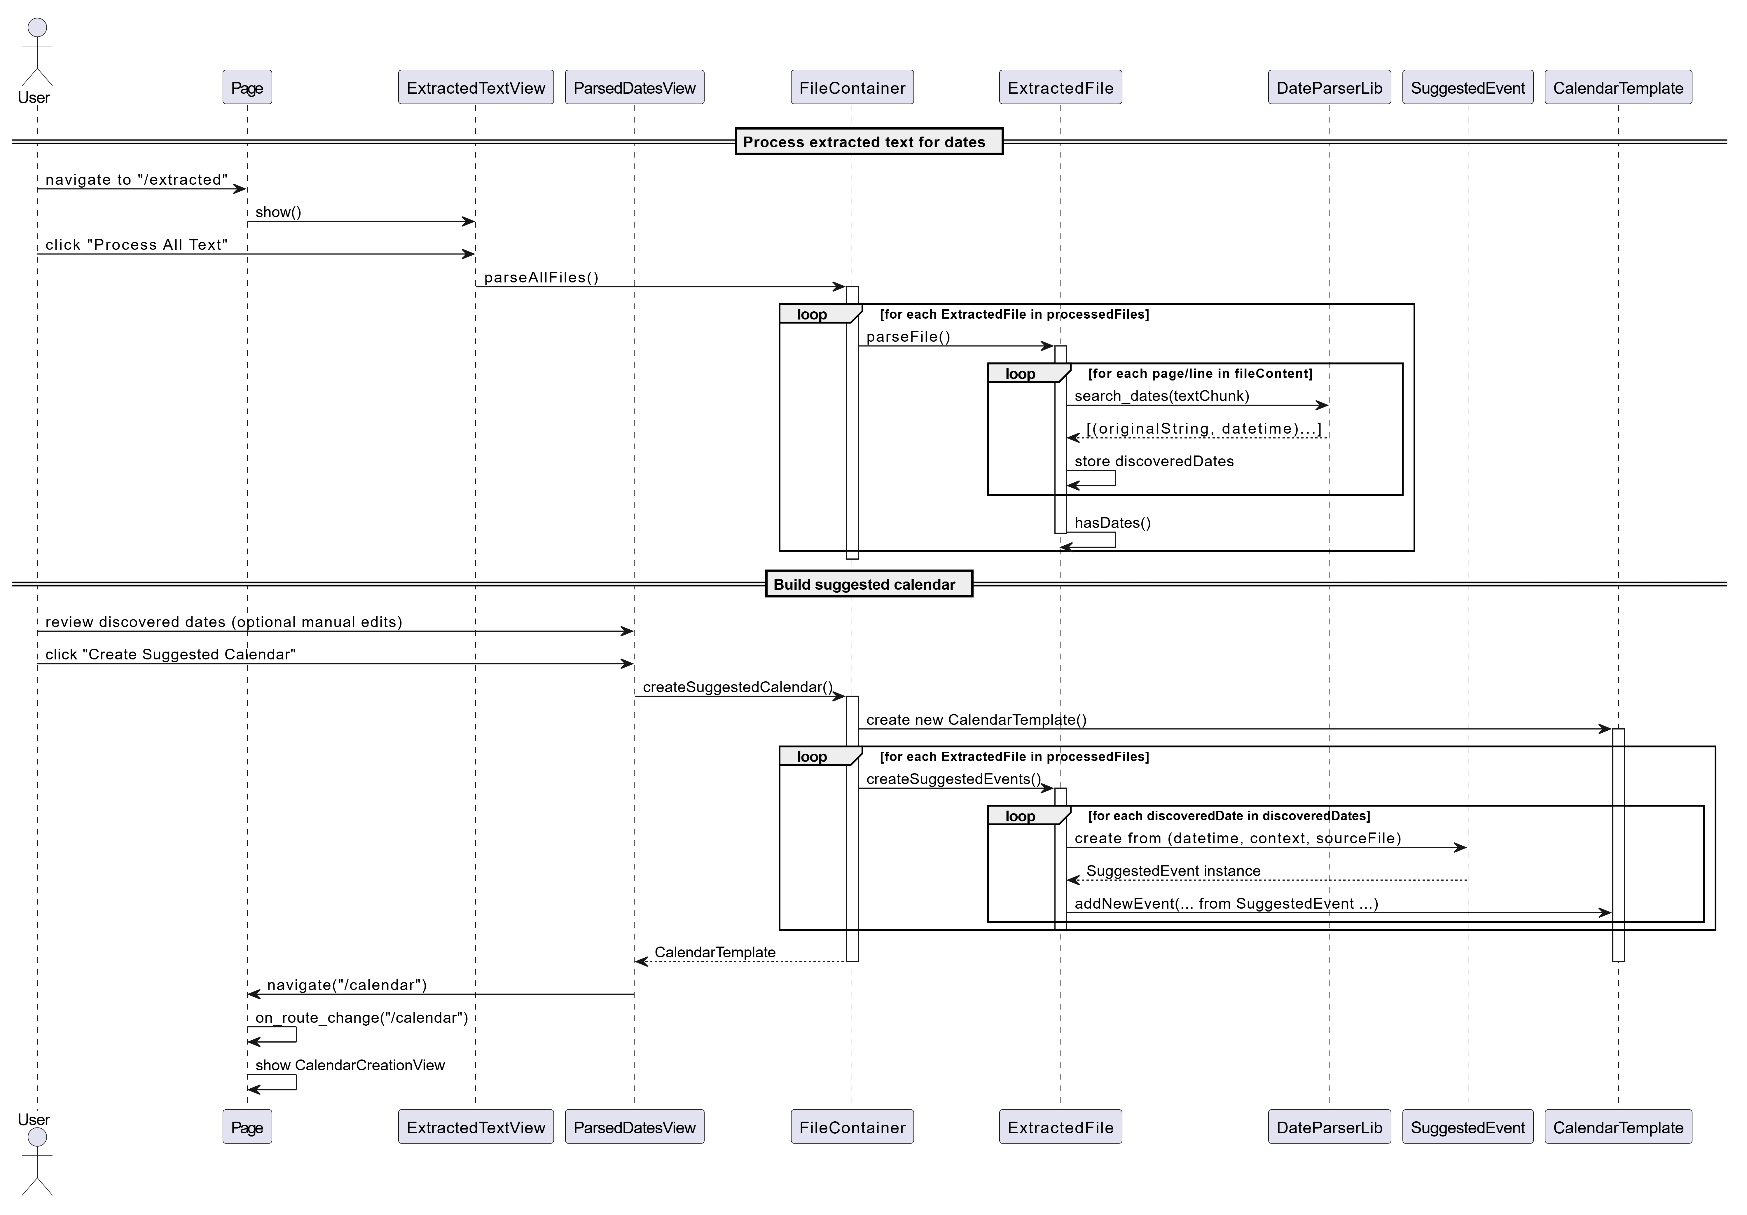 User
Page
ExtractedTextView
ParsedDatesView
FileContainer
ExtractedFile
DateParserLib
SuggestedEvent
CalendarTemplate
Process extracted text for dates
navigate to "/extracted"
show()
click "Process All Text"
parseAllFiles()
loop
[for each ExtractedFile in processedFiles]
parseFile()
loop
[for each page/line in fileContent]
search_dates(textChunk)
[(originalString, datetime)...]
store discoveredDates
hasDates()
Build suggested calendar
review discovered dates (optional manual edits)
click "Create Suggested Calendar"
createSuggestedCalendar()
create new CalendarTemplate()
loop
[for each ExtractedFile in processedFiles]
createSuggestedEvents()
loop
[for each discoveredDate in discoveredDates]
create from (datetime, context, sourceFile)
SuggestedEvent instance
addNewEvent(... from SuggestedEvent ...)
CalendarTemplate
navigate("/calendar")
on_route_change("/calendar")
show CalendarCreationView
User
Page
ExtractedTextView
ParsedDatesView
FileContainer
ExtractedFile
DateParserLib
SuggestedEvent
CalendarTemplate